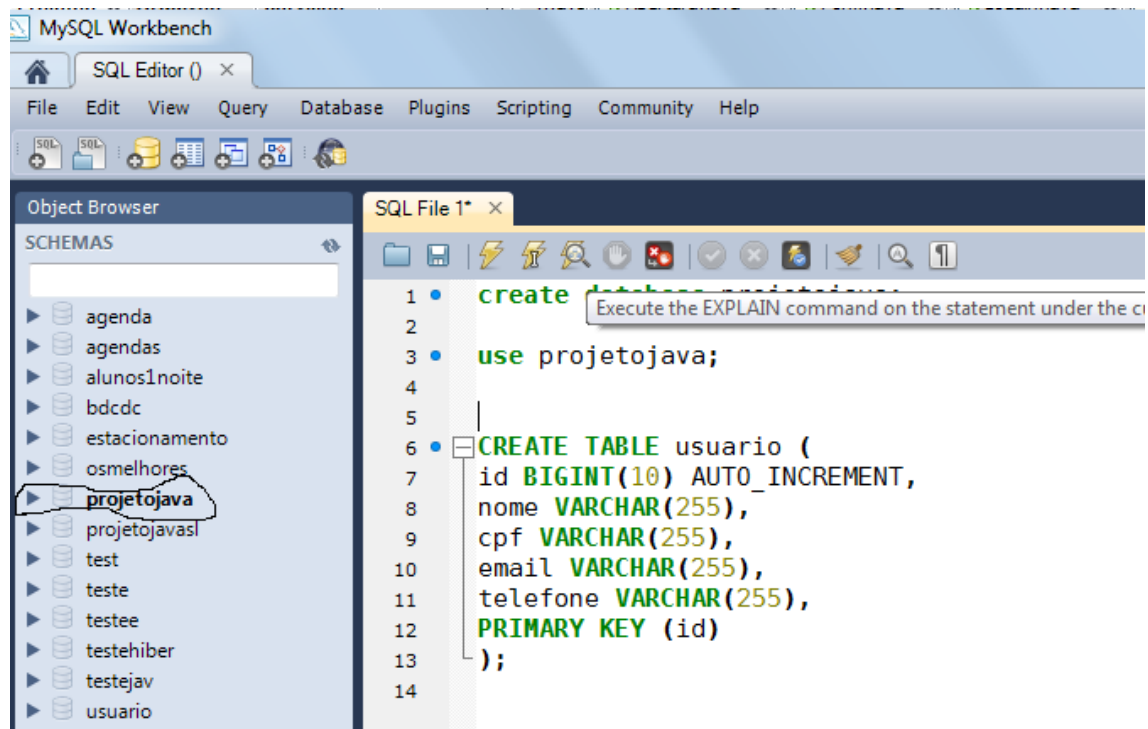 MySQL Workbench
SQL Editor ()
File Edit View Query Database Plugins Scripting Community Help
SQL SQL
Object Browser
SCHEMAS
agenda
agendas
alunos1noite
bdcdc
estacionamento
osmelhores
projetojava
projetojavasl
test
teste
testee
testehiber
testejav
usuario
SQL File 1*
1 create
Execute the EXPLAIN command on the statement under the
2
3 use projetojava;
4
5
6 CREATE TABLE usuario (
7 id BIGINT(10) AUTO_INCREMENT,
8 nome VARCHAR(255),
9 cpf VARCHAR(255),
10 email VARCHAR(255),
11 telefone VARCHAR(255),
12 PRIMARY KEY (id)
13 );
14